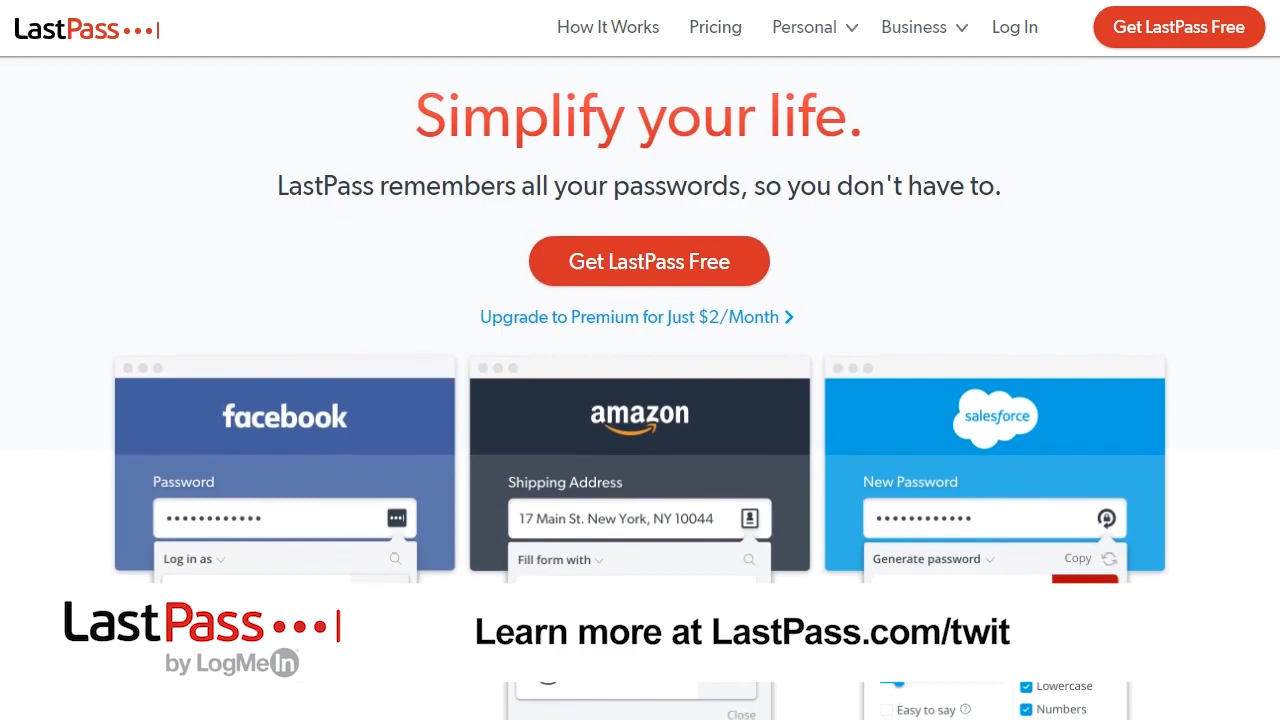 LastPass
How It Works
Pricing
Personal
Business
Log In
Get LastPass Free
Simplify your life.
LastPass remembers all your passwords, so you don't have to.
Get LastPass Free
Upgrade to Premium for Just $2/Month
facebook
Password
Log in as
amazon
Shipping Address
17 Main St. New York, NY 10044
Fill form with
salesforce
New Password
Generate password
Copy
LastPass
by LogMeIn
Learn more at LastPass.com/twit
Close
Lowercase
Easy to say
Numbers